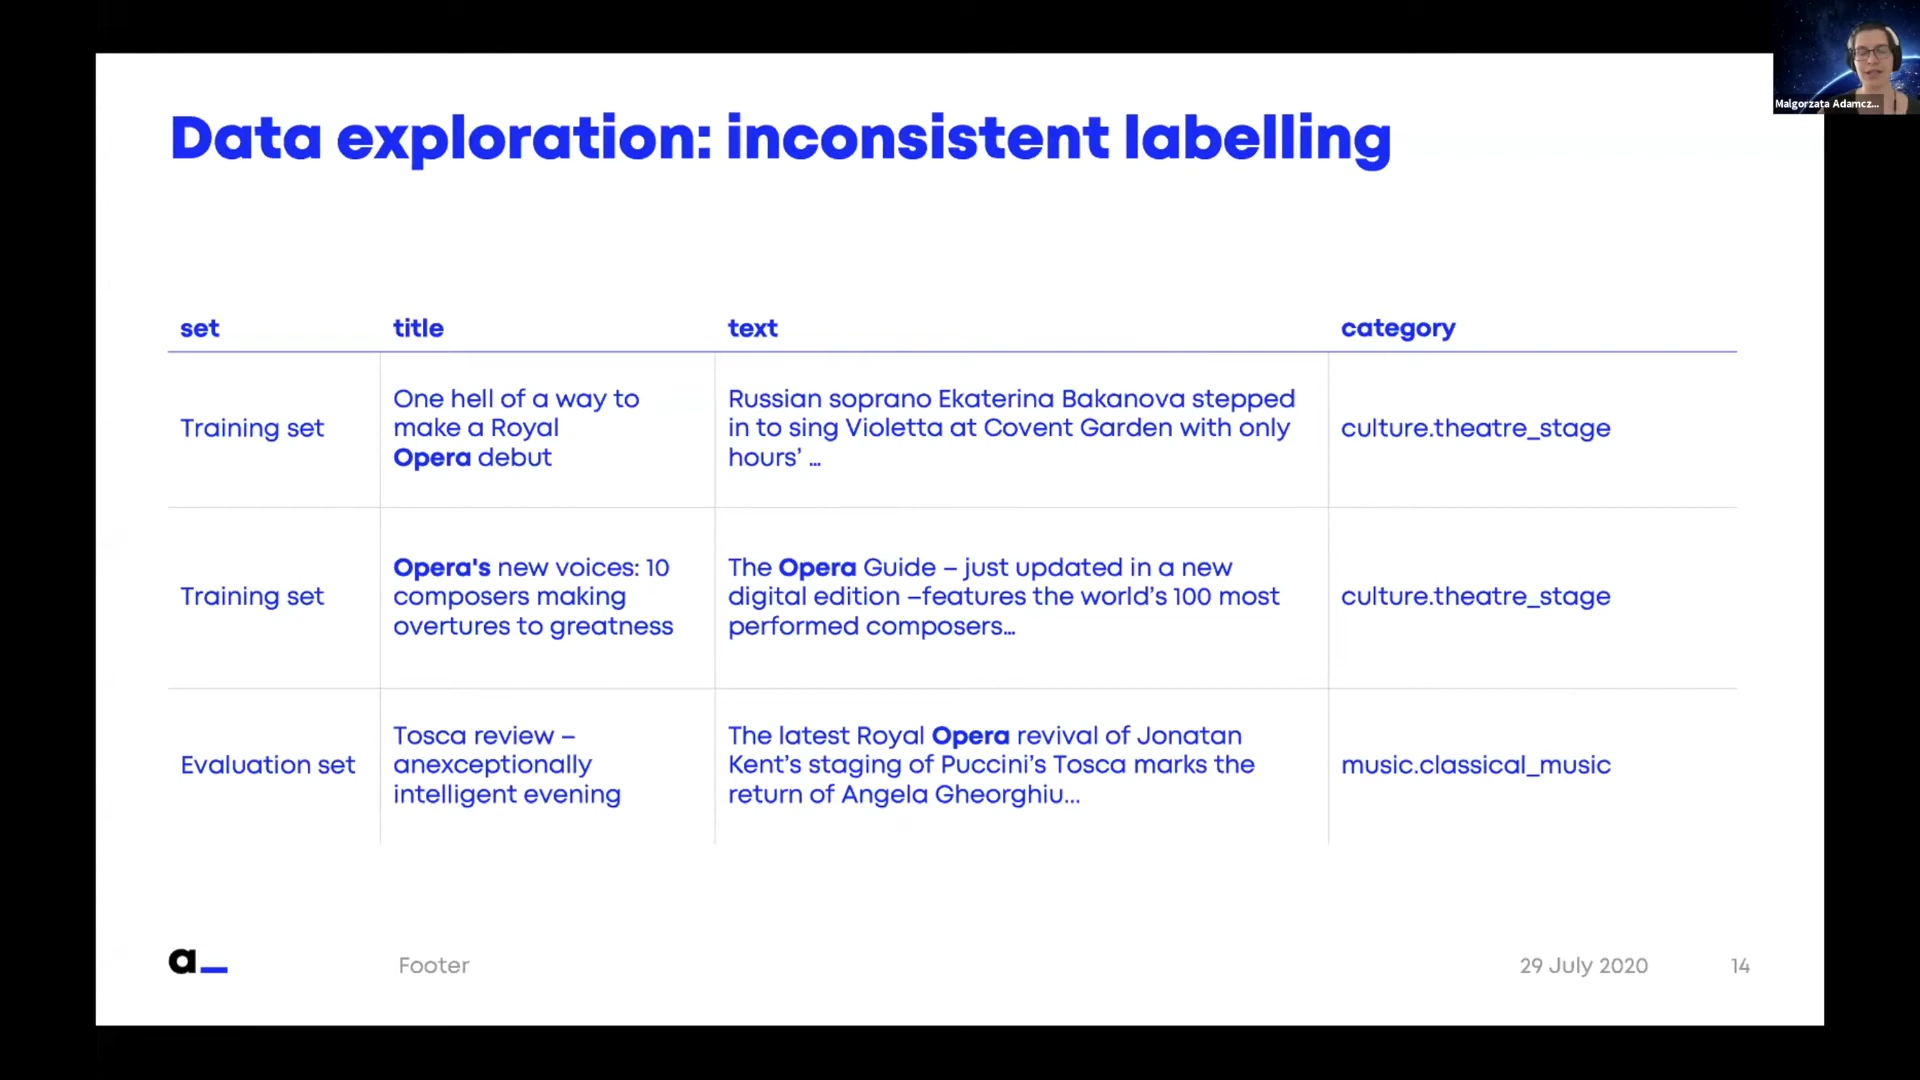 Malgorzata Adamcz...
Data exploration: inconsistent labelling
set title text category
One hell of a way to
make a Royal
Opera debut
Training set
Russian soprano Ekaterina Bakanova stepped
in to sing Violetta at Covent Garden with only
hours’ ...
culture.theatre_stage
Training set
Opera's new voices: 10
composers making
overtures to greatness
The Opera Guide – just updated in a new
digital edition –features the world’s 100 most
performed composers...
culture.theatre_stage
Evaluation set
Tosca review –
anexceptionally
intelligent evening
The latest Royal Opera revival of Jonatan
Kent’s staging of Puccini’s Tosca marks the
return of Angela Gheorghiu...
music.classical_music
a_
Footer
29 July 2020
14